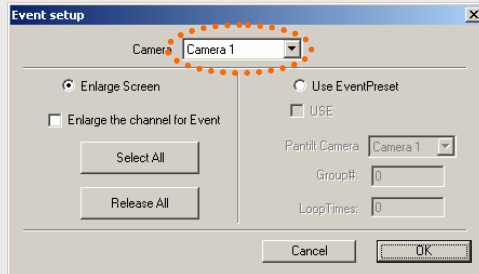 Event setup
Camera Camera 1
Enlarge Screen
Enlarge the channel for Event
Select All
Release All
Use EventPreset
USE
Pantilt Camera Camera 1
Group#: 0
LoopTimes: 0
Cancel OK